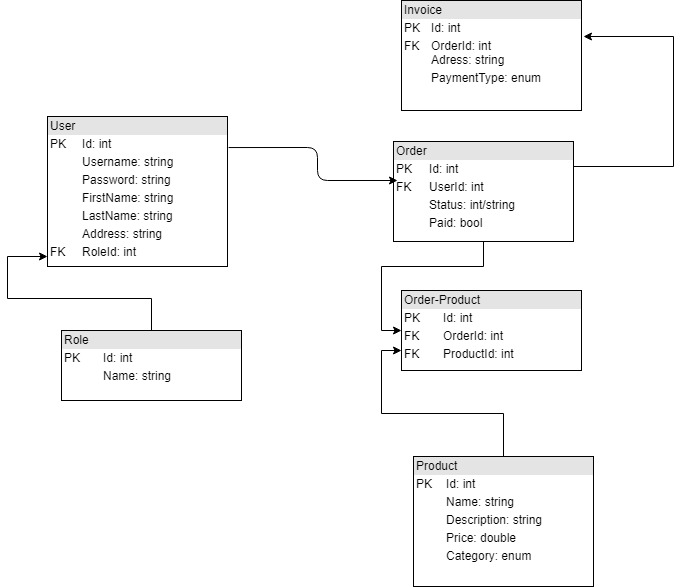 Invoice
PK Id: int
FK OrderId: int
Adress: string
PaymentType: enum
User
PK Id: int
Username: string
Password: string
FirstName: string
LastName: string
Address: string
FK RoleId: int
Order
PK Id: int
FK UserId: int
Status: int/string
Paid: bool
Order-Product
PK Id: int
FK OrderId: int
FK ProductId: int
Role
PK Id: int
Name: string
Product
PK Id: int
Name: string
Description: string
Price: double
Category: enum